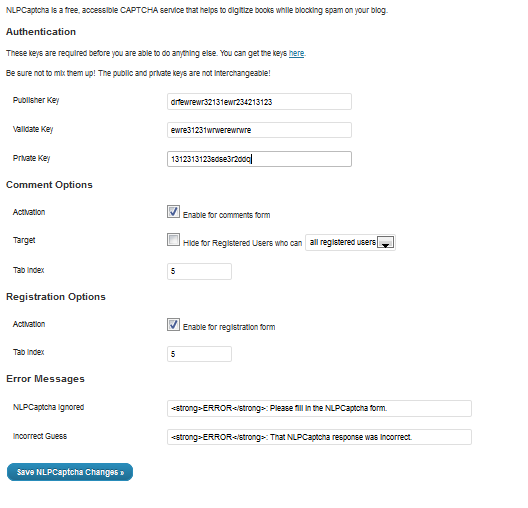 NLPCaptcha is a free, accessible CAPTCHA service that helps to digitize books while blocking spam on your blog.
Authentication
These keys are required before you are able to do anything else. You can get the keys here.
Be sure not to mix them up! The public and private keys are not interchangeable!
Publisher Key drfewrewr32131ewr234213123
Validate Key ewre31231wrwerewrwre
Private Key 1312313123sdse3r2ddq
Comment Options
Activation Enable for comments form
Target Hide for Registered Users who can all registered users
Tab Index 5
Registration Options
Activation Enable for registration form
Tab Index 5
Error Messages
NLPCaptcha Ignored <strong>ERROR</strong>: Please fill in the NLPCaptcha form.
Incorrect Guess <strong>ERROR</strong>: That NLPCaptcha response was incorrect.
Save NLPCaptcha Changes »